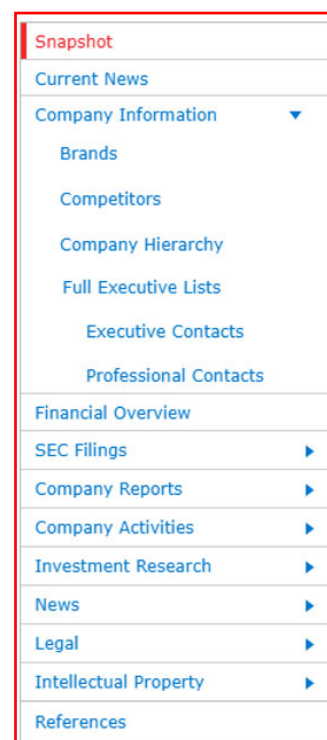 Snapshot
Current News
Company Information
Brands
Competitors
Company Hierarchy
Full Executive Lists
Executive Contacts
Professional Contacts
Financial Overview
SEC Filings
Company Reports
Company Activities
Investment Research
News
Legal
Intellectual Property
References